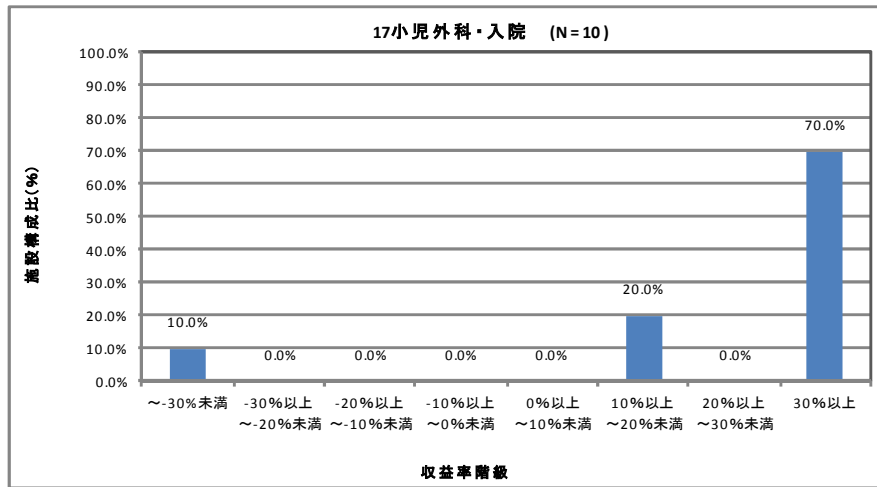 17小児外科・入院　(N = 10 )
施設構成比(%)
100.0%
90.0%
80.0%
70.0%
60.0%
50.0%
40.0%
30.0%
20.0%
10.0%
0.0%
10.0%
0.0%
0.0%
0.0%
0.0%
20.0%
0.0%
70.0%
～-30%未満
-30%以上
～-20%未満
-20%以上
～-10%未満
-10%以上
～0%未満
0%以上
～10%未満
10%以上
～20%未満
20%以上
～30%未満
30%以上
収益率階級